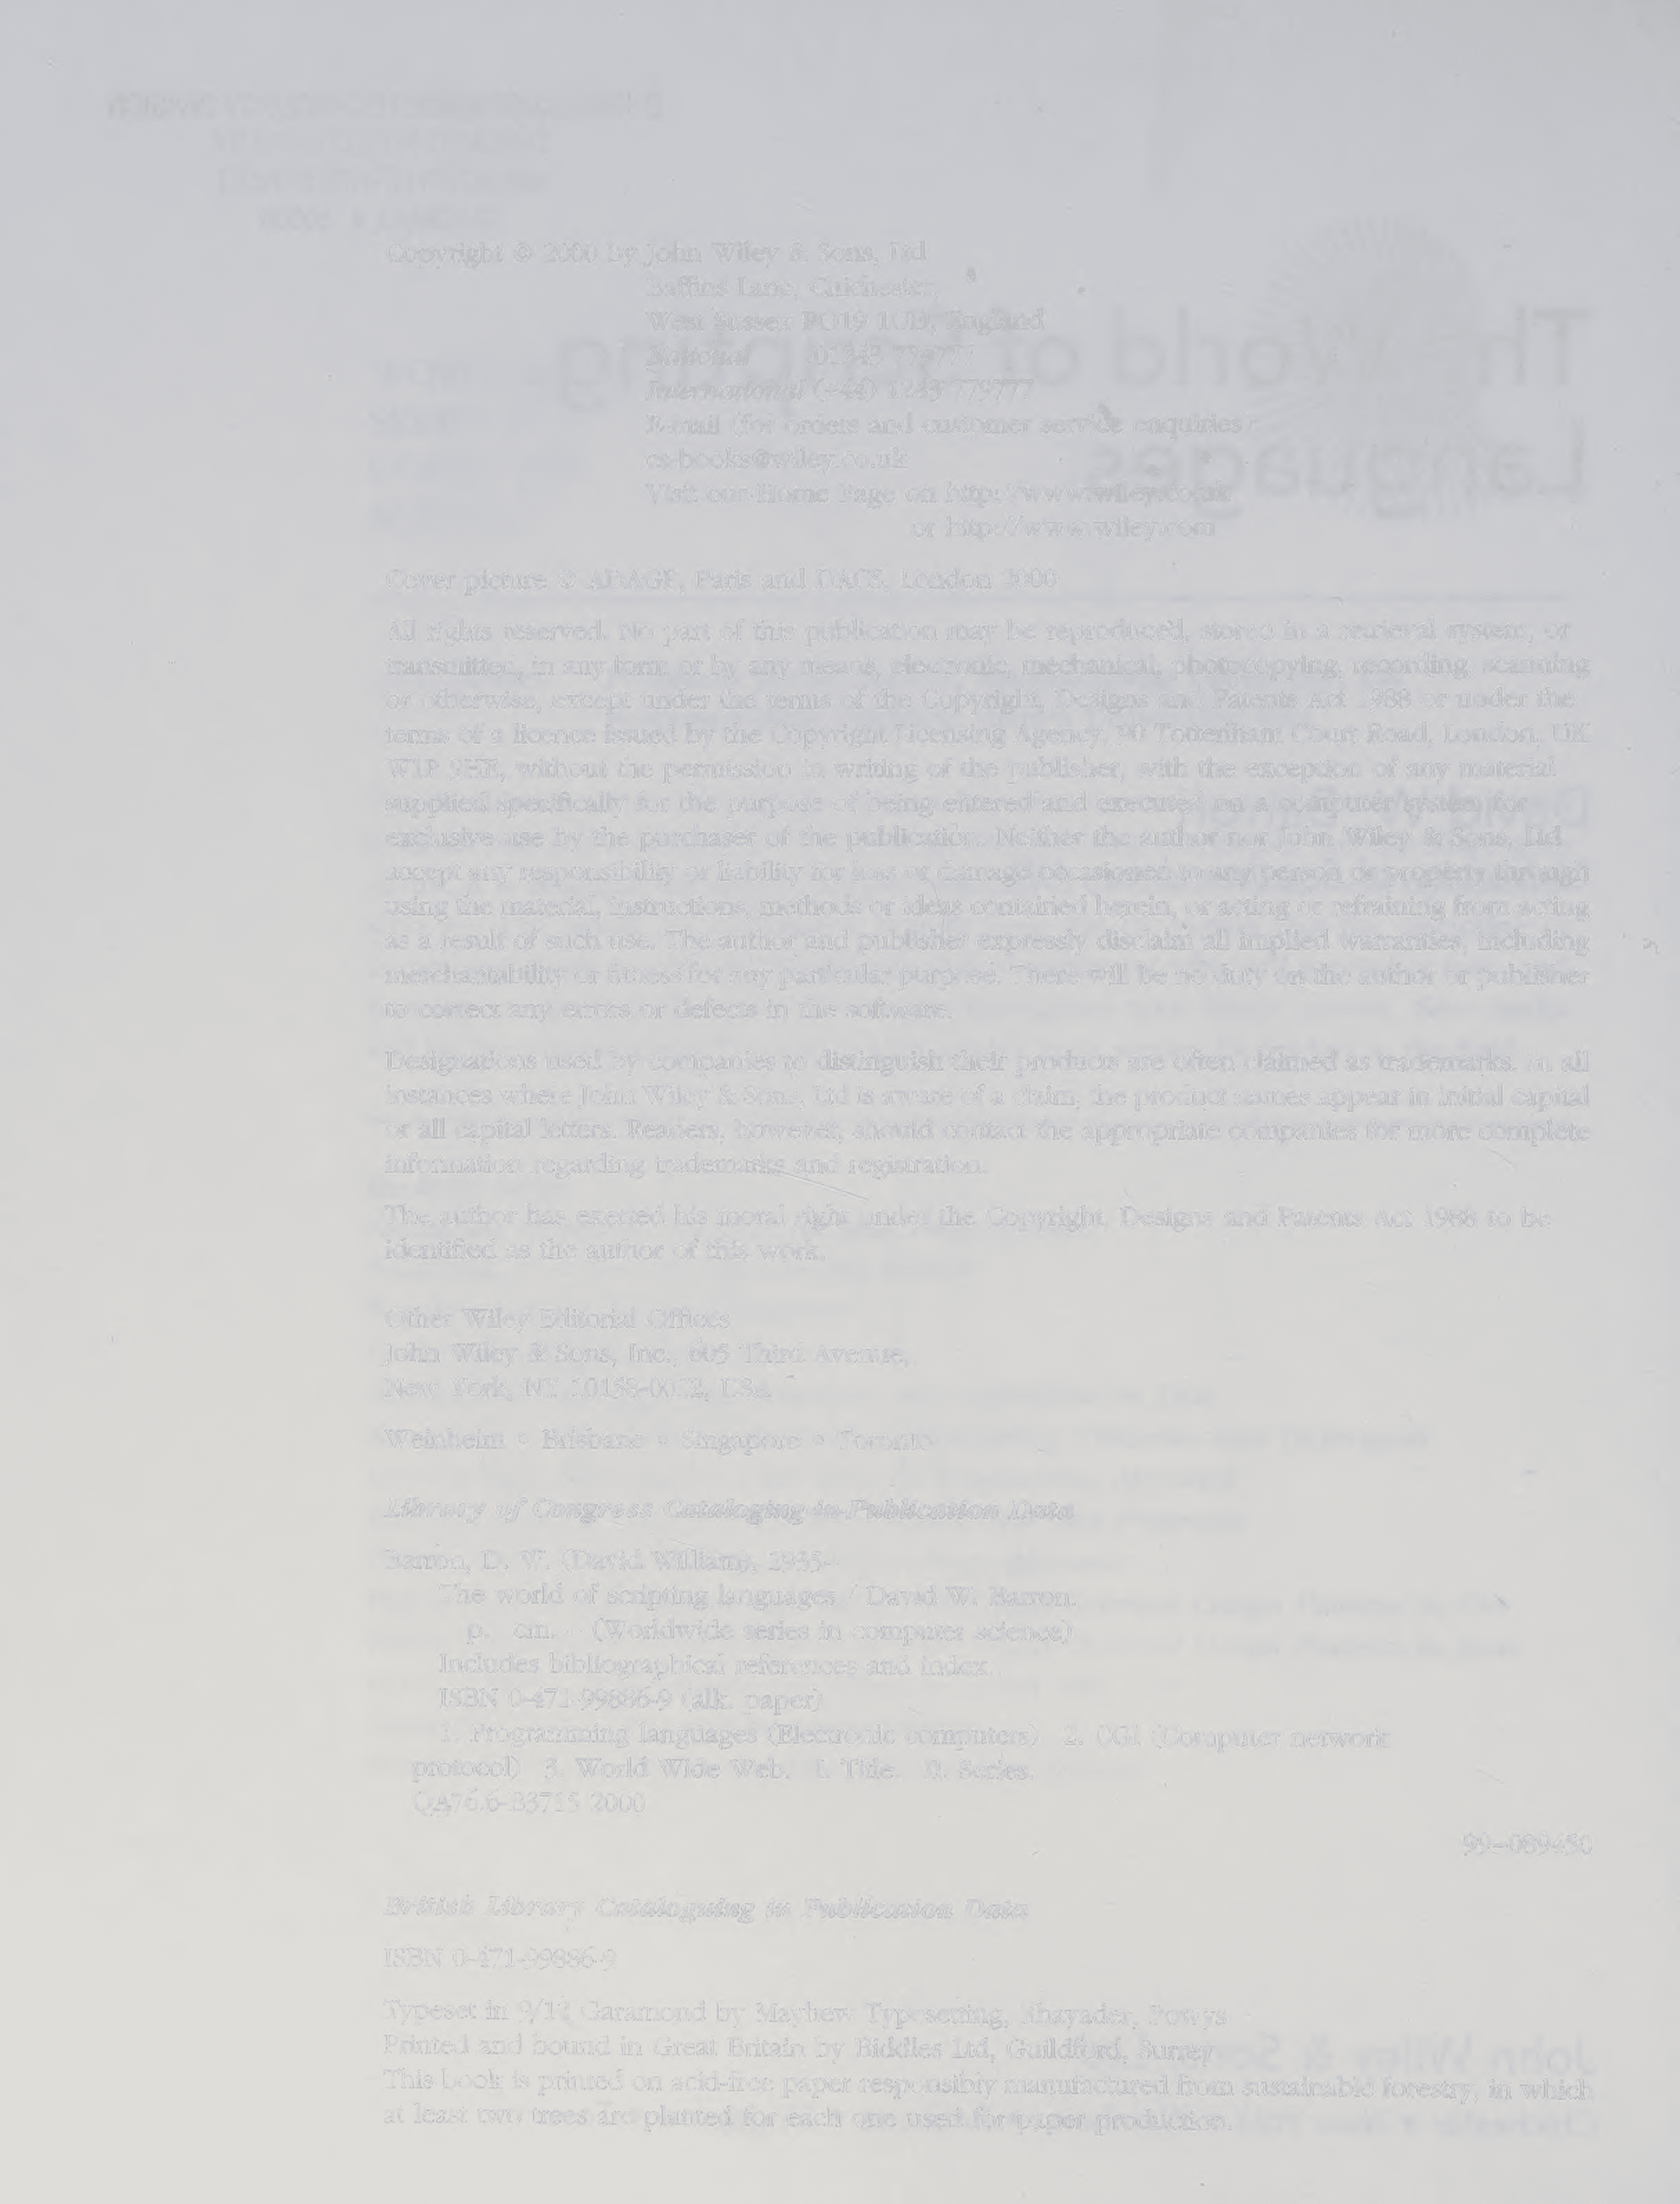 Copyright © 2000 by John Wiley & Sons, Ltd
Baffins Lane, Chichester,
West Sussex PO19 1UD, England
National 01243 779777
International (+44) 1243 779777
E-mail (for orders and customer service enquiries):
cs-books@wiley.co.uk
Visit our Home Page on http://www.wiley.co.uk
or http://www.wiley.com
Cover picture © ADAGP, Paris and DACS, London 2000
All rights reserved. No part of this publication may be reproduced, stored in a retrieval system, or
transmitted, in any form or by any means, electronic, mechanical, photocopying, recording, scanning
or otherwise, except under the terms of the Copyright, Designs and Patents Act 1988 or under the
terms of a licence issued by the Copyright Licensing Agency, 90 Tottenham Court Road, London, UK
W1P 9HE, without the permission in writing of the publisher, with the exception of any material
supplied specifically for the purpose of being entered and executed on a computer system for
exclusive use by the purchaser of the publication. Neither the author nor John Wiley & Sons, Ltd
accept any responsibility or liability for loss or damage occasioned to any person or property through
using the material, instructions, methods or ideas contained herein, or acting or refraining from acting
as a result of such use. The author and publisher expressly disclaim all implied warranties, including
merchantability or fitness for any particular purpose. There will be no duty on the author or publisher
to correct any errors or defects in the software.
Designations used by companies to distinguish their products are often claimed as trademarks. In all
instances where John Wiley & Sons, Ltd is aware of a claim, the product names appear in initial capital
or all capital letters. Readers, however, should contact the appropriate companies for more complete
information regarding trademarks and registration.
The author has exerted his moral right under the Copyright, Designs and Patents Act 1988 to be
identified as the author of this work.
Other Wiley Editorial Offices
John Wiley & Sons, Inc., 605 Third Avenue,
New York, NY 10158-0012, USA
Weinheim • Brisbane • Singapore • Toronto
Library of Congress Cataloging-in-Publication Data
Barron, D. W. (David William), 1935-
The world of scripting languages / David W. Barron.
p. cm. (Worldwide series in computer science)
Includes bibliographical references and index.
ISBN 0-471-99886-9 (alk. paper)
1. Programming languages (Electronic computers) 2. CGI (Computer network
protocol) 3. World Wide Web. I. Title. II. Series.
QA76.6-B3715 2000
99–089450
British Library Cataloguing in Publication Data
ISBN 0-471-99886-9
Typeset in 9/12 Garamond by Mayhew Typesetting, Rhayader, Powys
Printed and bound in Great Britain by Biddles Ltd, Guildford, Surrey
This book is printed on acid-free paper responsibly manufactured from sustainable forestry, in which
at least two trees are planted for each one used for paper production.